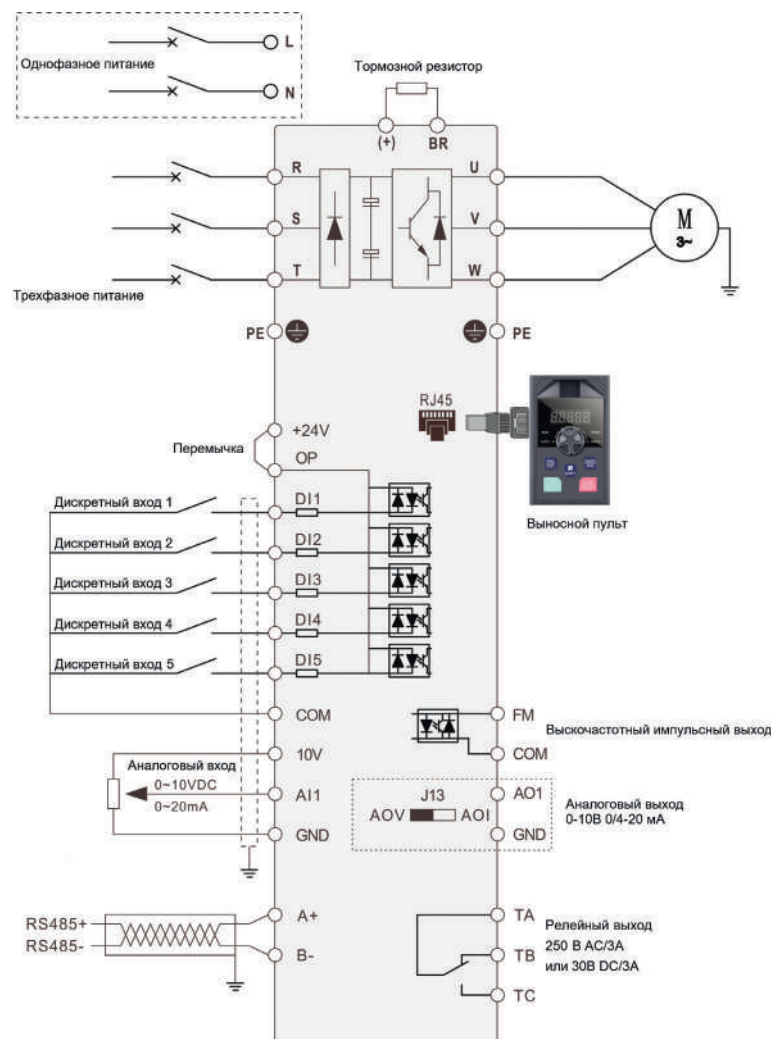 L
Однофазное питание
N
Тормозной резистор
(+)
BR
R
U
S
V
M
3~
T
W
Трехфазное питание
PE
PE
RJ45
+24V
Перемычка
OP
Выносной пульт
Дискретный вход 1
DI1
Дискретный вход 2
DI2
Дискретный вход 3
DI3
Дискретный вход 4
DI4
Дискретный вход 5
DI5
COM
FM
Выскочастотный импульсный выход
10V
COM
Аналоговый вход
0~10VDC
AI1
0~20mA
GND
J13
AOV
AOI
AO1
Аналоговый выход
0-10В 0/4-20 мА
GND
RS485+
A+
RS485-
B-
TA
Релейный выход
250 В AC/3A
TB
или 30В DC/3A
TC